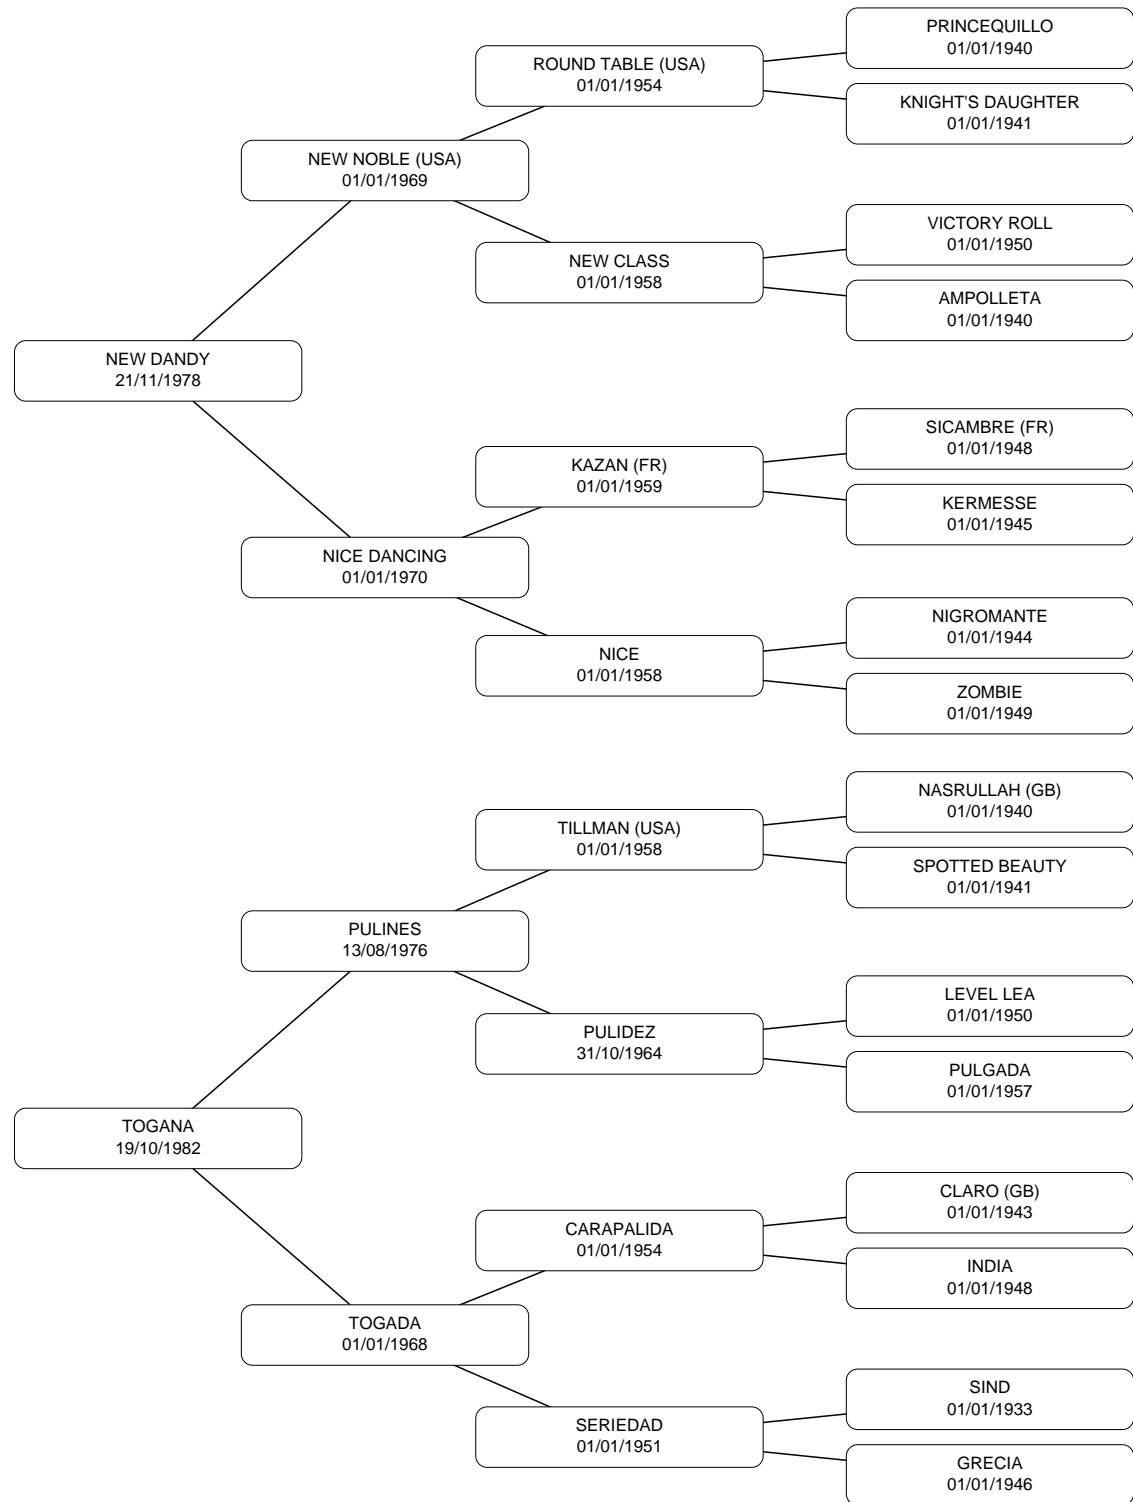 PRINCEQUILLO
01/01/1940
ROUND TABLE (USA)
01/01/1954
KNIGHT'S DAUGHTER
01/01/1941
NEW NOBLE (USA)
01/01/1969
VICTORY ROLL
01/01/1950
NEW CLASS
01/01/1958
AMPOLLETA
01/01/1940
NEW DANDY
21/11/1978
SICAMBRE (FR)
01/01/1948
KAZAN (FR)
01/01/1959
KERMESSE
01/01/1945
NICE DANCING
01/01/1970
NIGROMANTE
01/01/1944
NICE
01/01/1958
ZOMBIE
01/01/1949
NASRULLAH (GB)
01/01/1940
TILLMAN (USA)
01/01/1958
SPOTTED BEAUTY
01/01/1941
PULINES
13/08/1976
LEVEL LEA
01/01/1950
PULIDEZ
31/10/1964
PULGADA
01/01/1957
TOGANA
19/10/1982
CLARO (GB)
01/01/1943
CARAPALIDA
01/01/1954
INDIA
01/01/1948
TOGADA
01/01/1968
SIND
01/01/1933
SERIEDAD
01/01/1951
GRECIA
01/01/1946